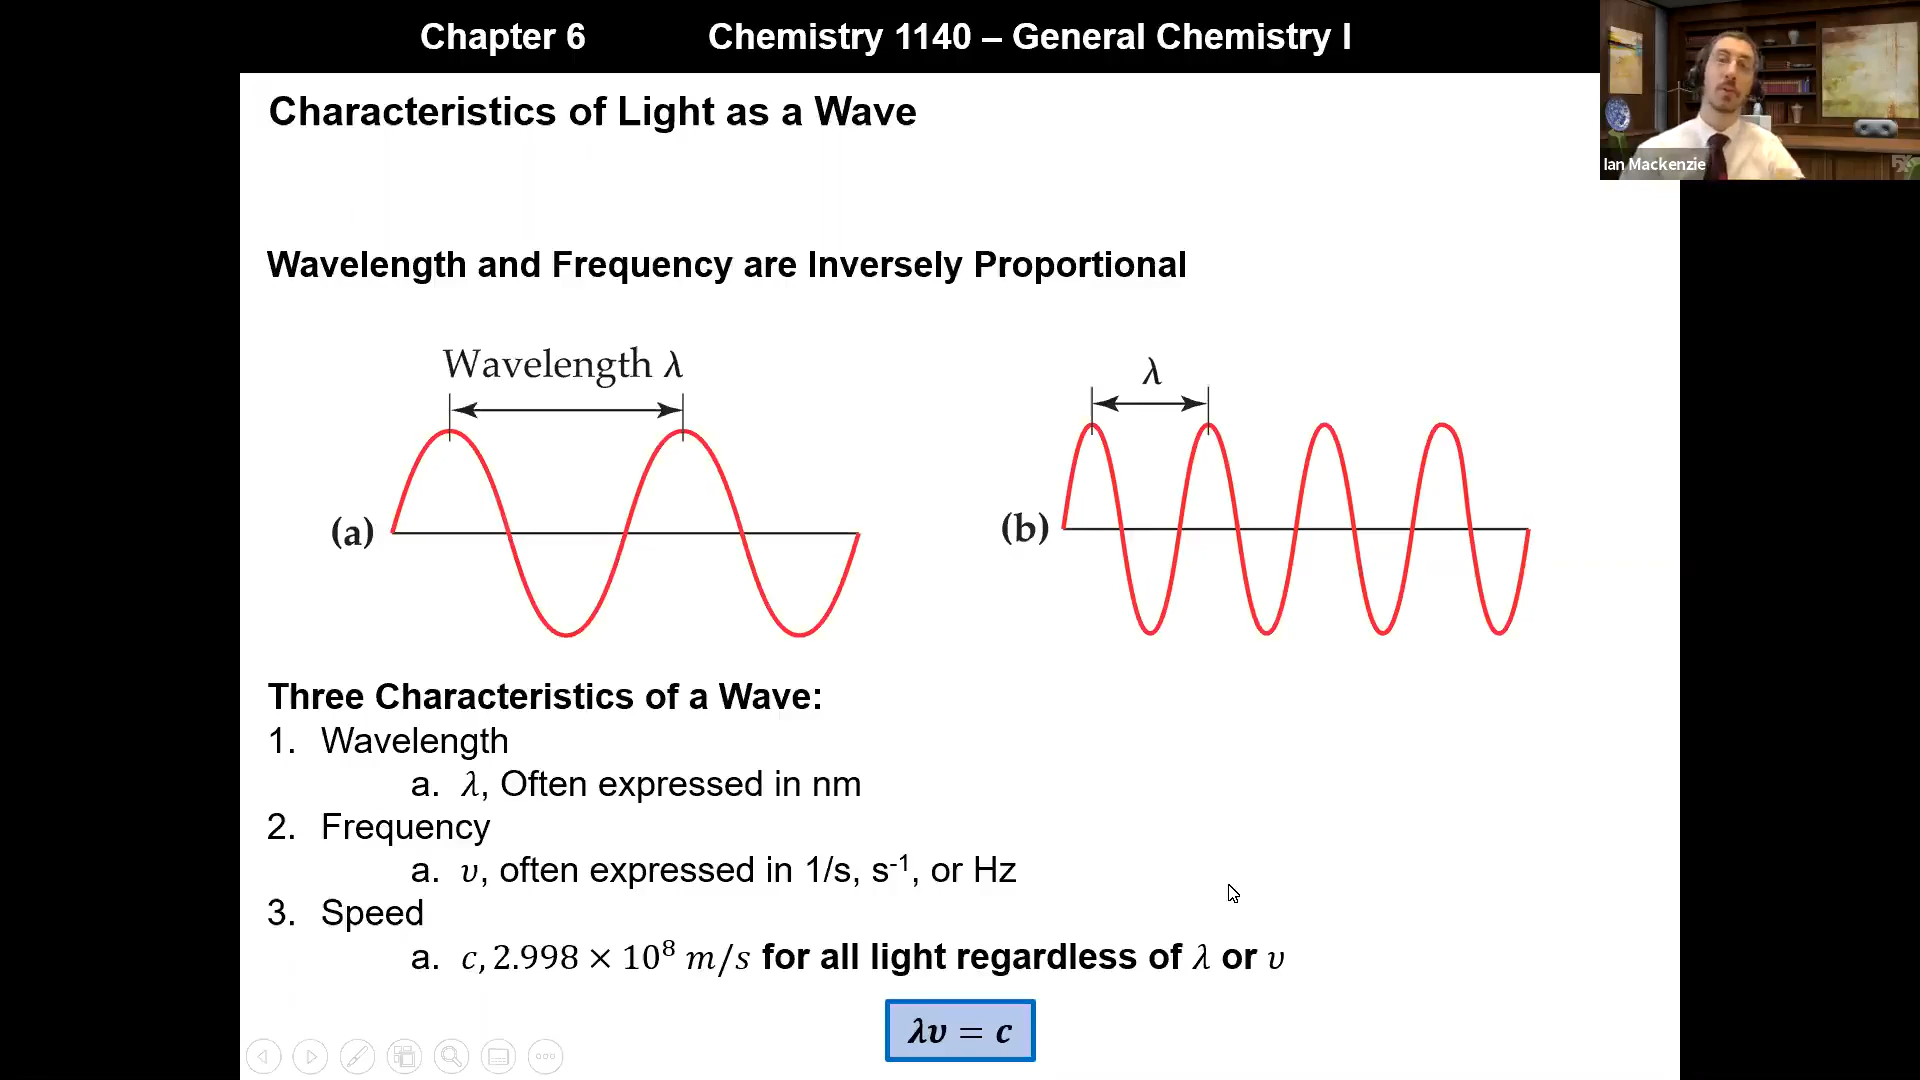 Chapter 6 Chemistry 1140 – General Chemistry I
Ian Mackenzie
Characteristics of Light as a Wave
Wavelength and Frequency are Inversely Proportional
Wavelength λ
λ
(a)
(b)
Three Characteristics of a Wave:
1. Wavelength
a. λ, Often expressed in nm
2. Frequency
a. υ, often expressed in 1/s, s⁻¹, or Hz
3. Speed
a. c, 2.998 × 10⁸ m/s for all light regardless of λ or υ
λυ = c